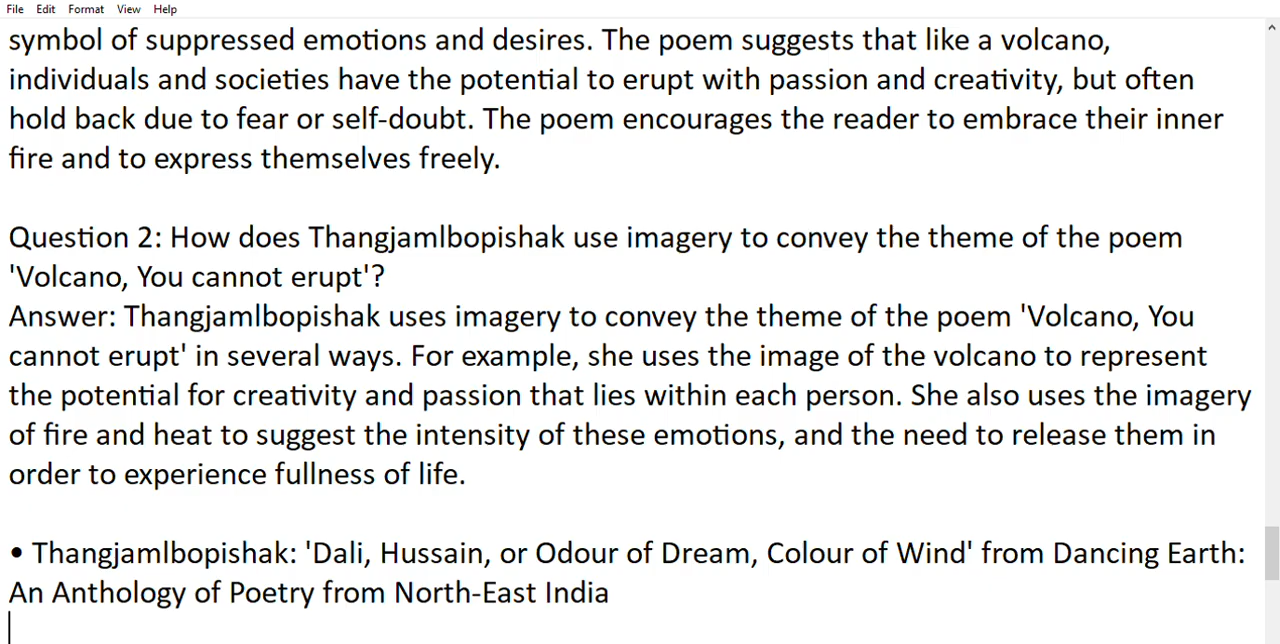 File Edit Format View Help
symbol of suppressed emotions and desires. The poem suggests that like a volcano,
individuals and societies have the potential to erupt with passion and creativity, but often
hold back due to fear or self-doubt. The poem encourages the reader to embrace their inner
fire and to express themselves freely.
Question 2: How does Thangjamlbopishak use imagery to convey the theme of the poem
'Volcano, You cannot erupt'?
Answer: Thangjamlbopishak uses imagery to convey the theme of the poem 'Volcano, You
cannot erupt' in several ways. For example, she uses the image of the volcano to represent
the potential for creativity and passion that lies within each person. She also uses the imagery
of fire and heat to suggest the intensity of these emotions, and the need to release them in
order to experience fullness of life.
• Thangjamlbopishak: 'Dali, Hussain, or Odour of Dream, Colour of Wind' from Dancing Earth:
An Anthology of Poetry from North-East India